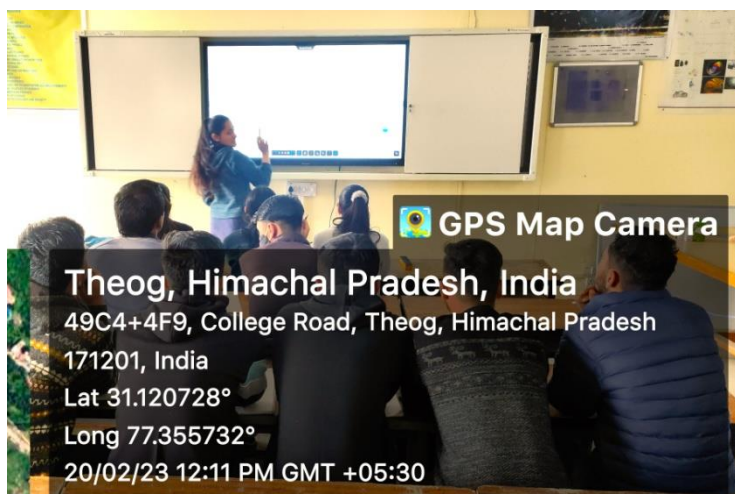 GPS Map Camera
Theog, Himachal Pradesh, India
49C4+4F9, College Road, Theog, Himachal Pradesh
171201, India
Lat 31.120728°
Long 77.355732°
20/02/23 12:11 PM GMT +05:30